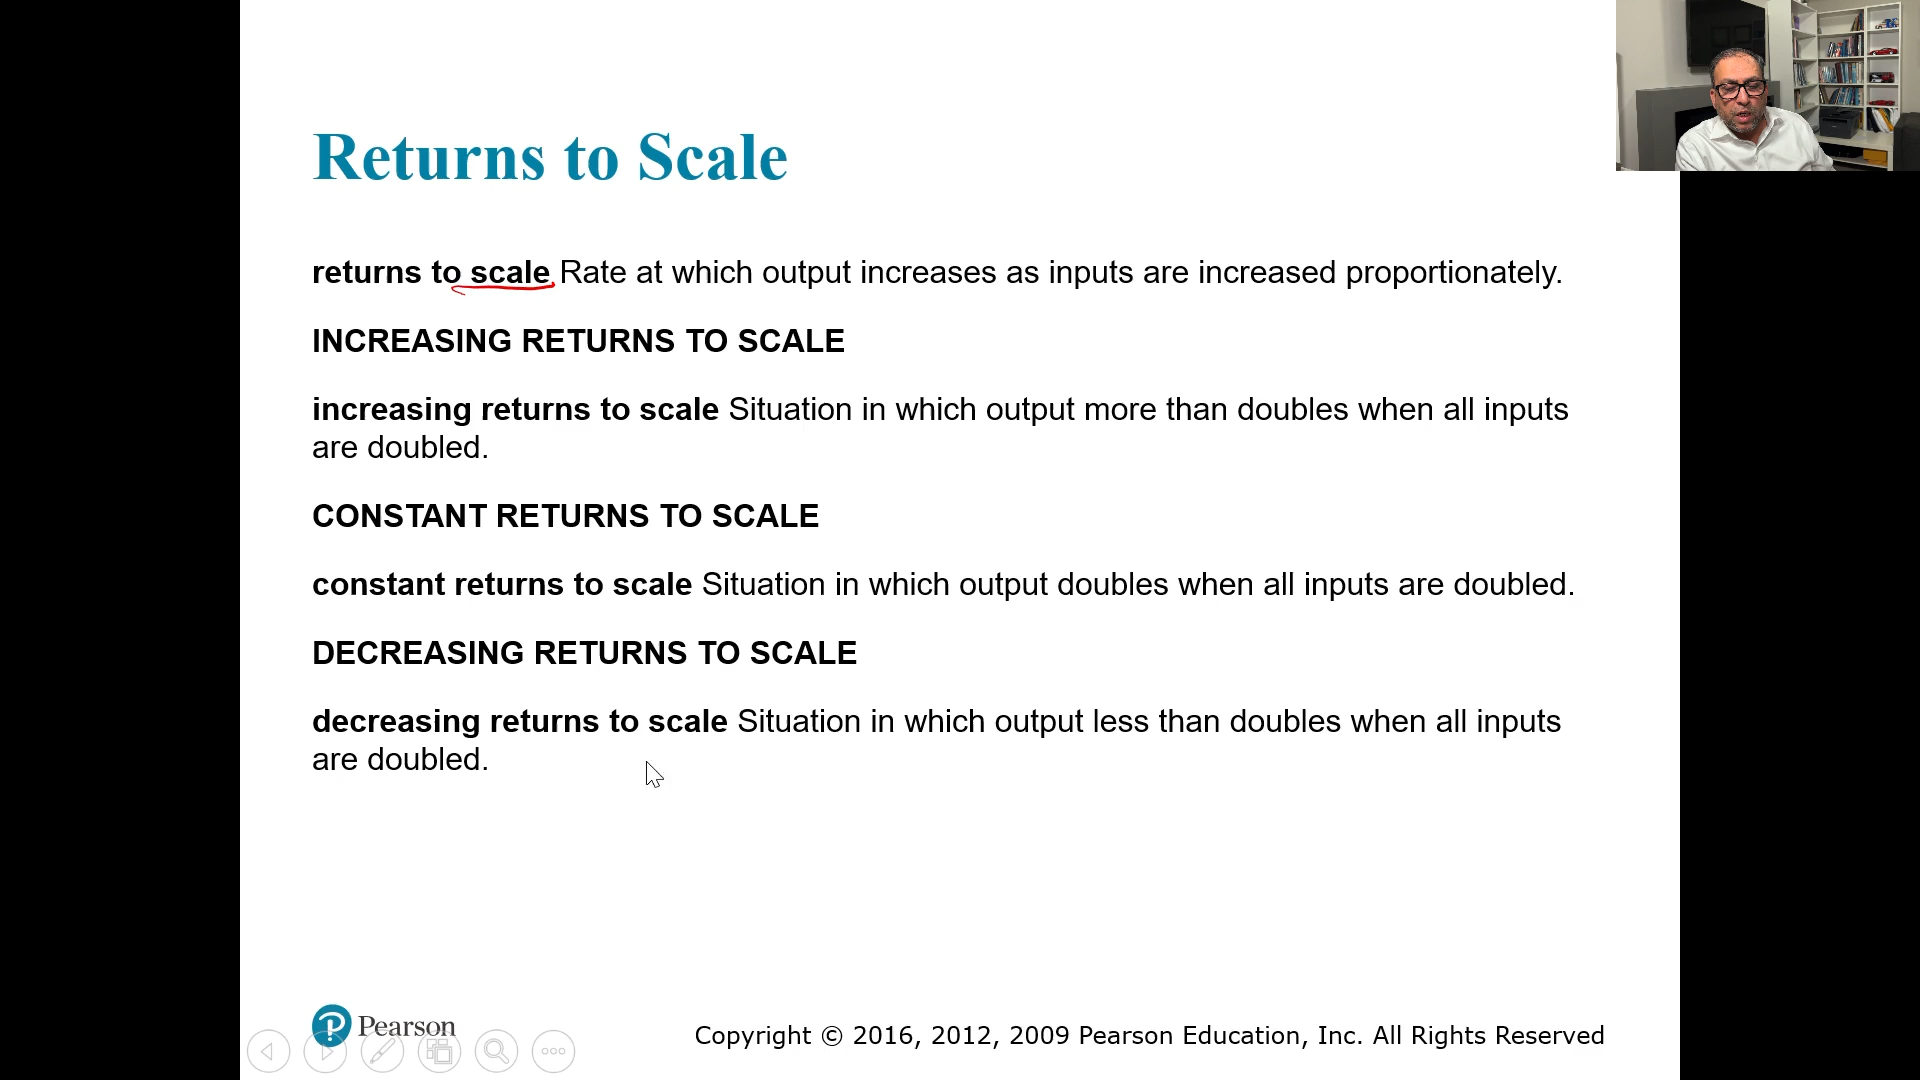 Returns to Scale
returns to scale Rate at which output increases as inputs are increased proportionately.
INCREASING RETURNS TO SCALE
increasing returns to scale Situation in which output more than doubles when all inputs
are doubled.
CONSTANT RETURNS TO SCALE
constant returns to scale Situation in which output doubles when all inputs are doubled.
DECREASING RETURNS TO SCALE
decreasing returns to scale Situation in which output less than doubles when all inputs
are doubled.
Pearson
Copyright © 2016, 2012, 2009 Pearson Education, Inc. All Rights Reserved